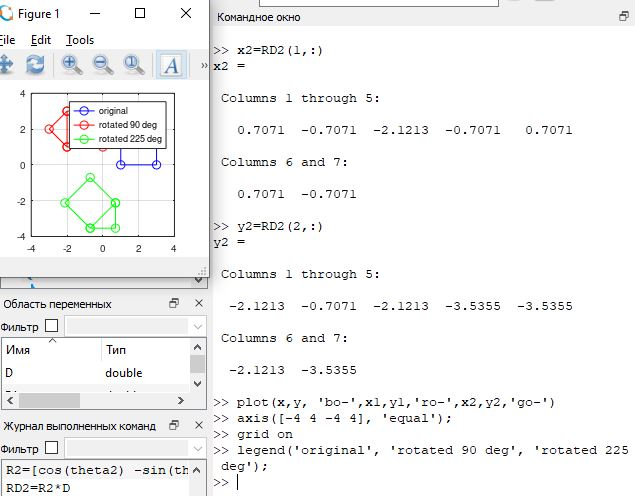 Figure 1
File Edit Tools
A »
original
rotated 90 deg
rotated 225 deg
4
2
0
-2
-4
-4 -2 0 2 4
Область переменных
Фильтр
Имя Тип
D double
Журнал выполненных команд
Фильтр
R2=[cos(theta2) -sin(th
RD2=R2*D
Командное окно
>> x2=RD2(1,:)
x2 =
Columns 1 through 5:
0.7071 -0.7071 -2.1213 -0.7071 0.7071
Columns 6 and 7:
0.7071 -0.7071
>> y2=RD2(2,:)
y2 =
Columns 1 through 5:
-2.1213 -0.7071 -2.1213 -3.5355 -3.5355
Columns 6 and 7:
-2.1213 -3.5355
>> plot(x,y, 'bo-',x1,y1,'ro-',x2,y2,'go-')
>> axis([-4 4 -4 4], 'equal');
>> grid on
>> legend('original', 'rotated 90 deg', 'rotated 225
deg');
>>